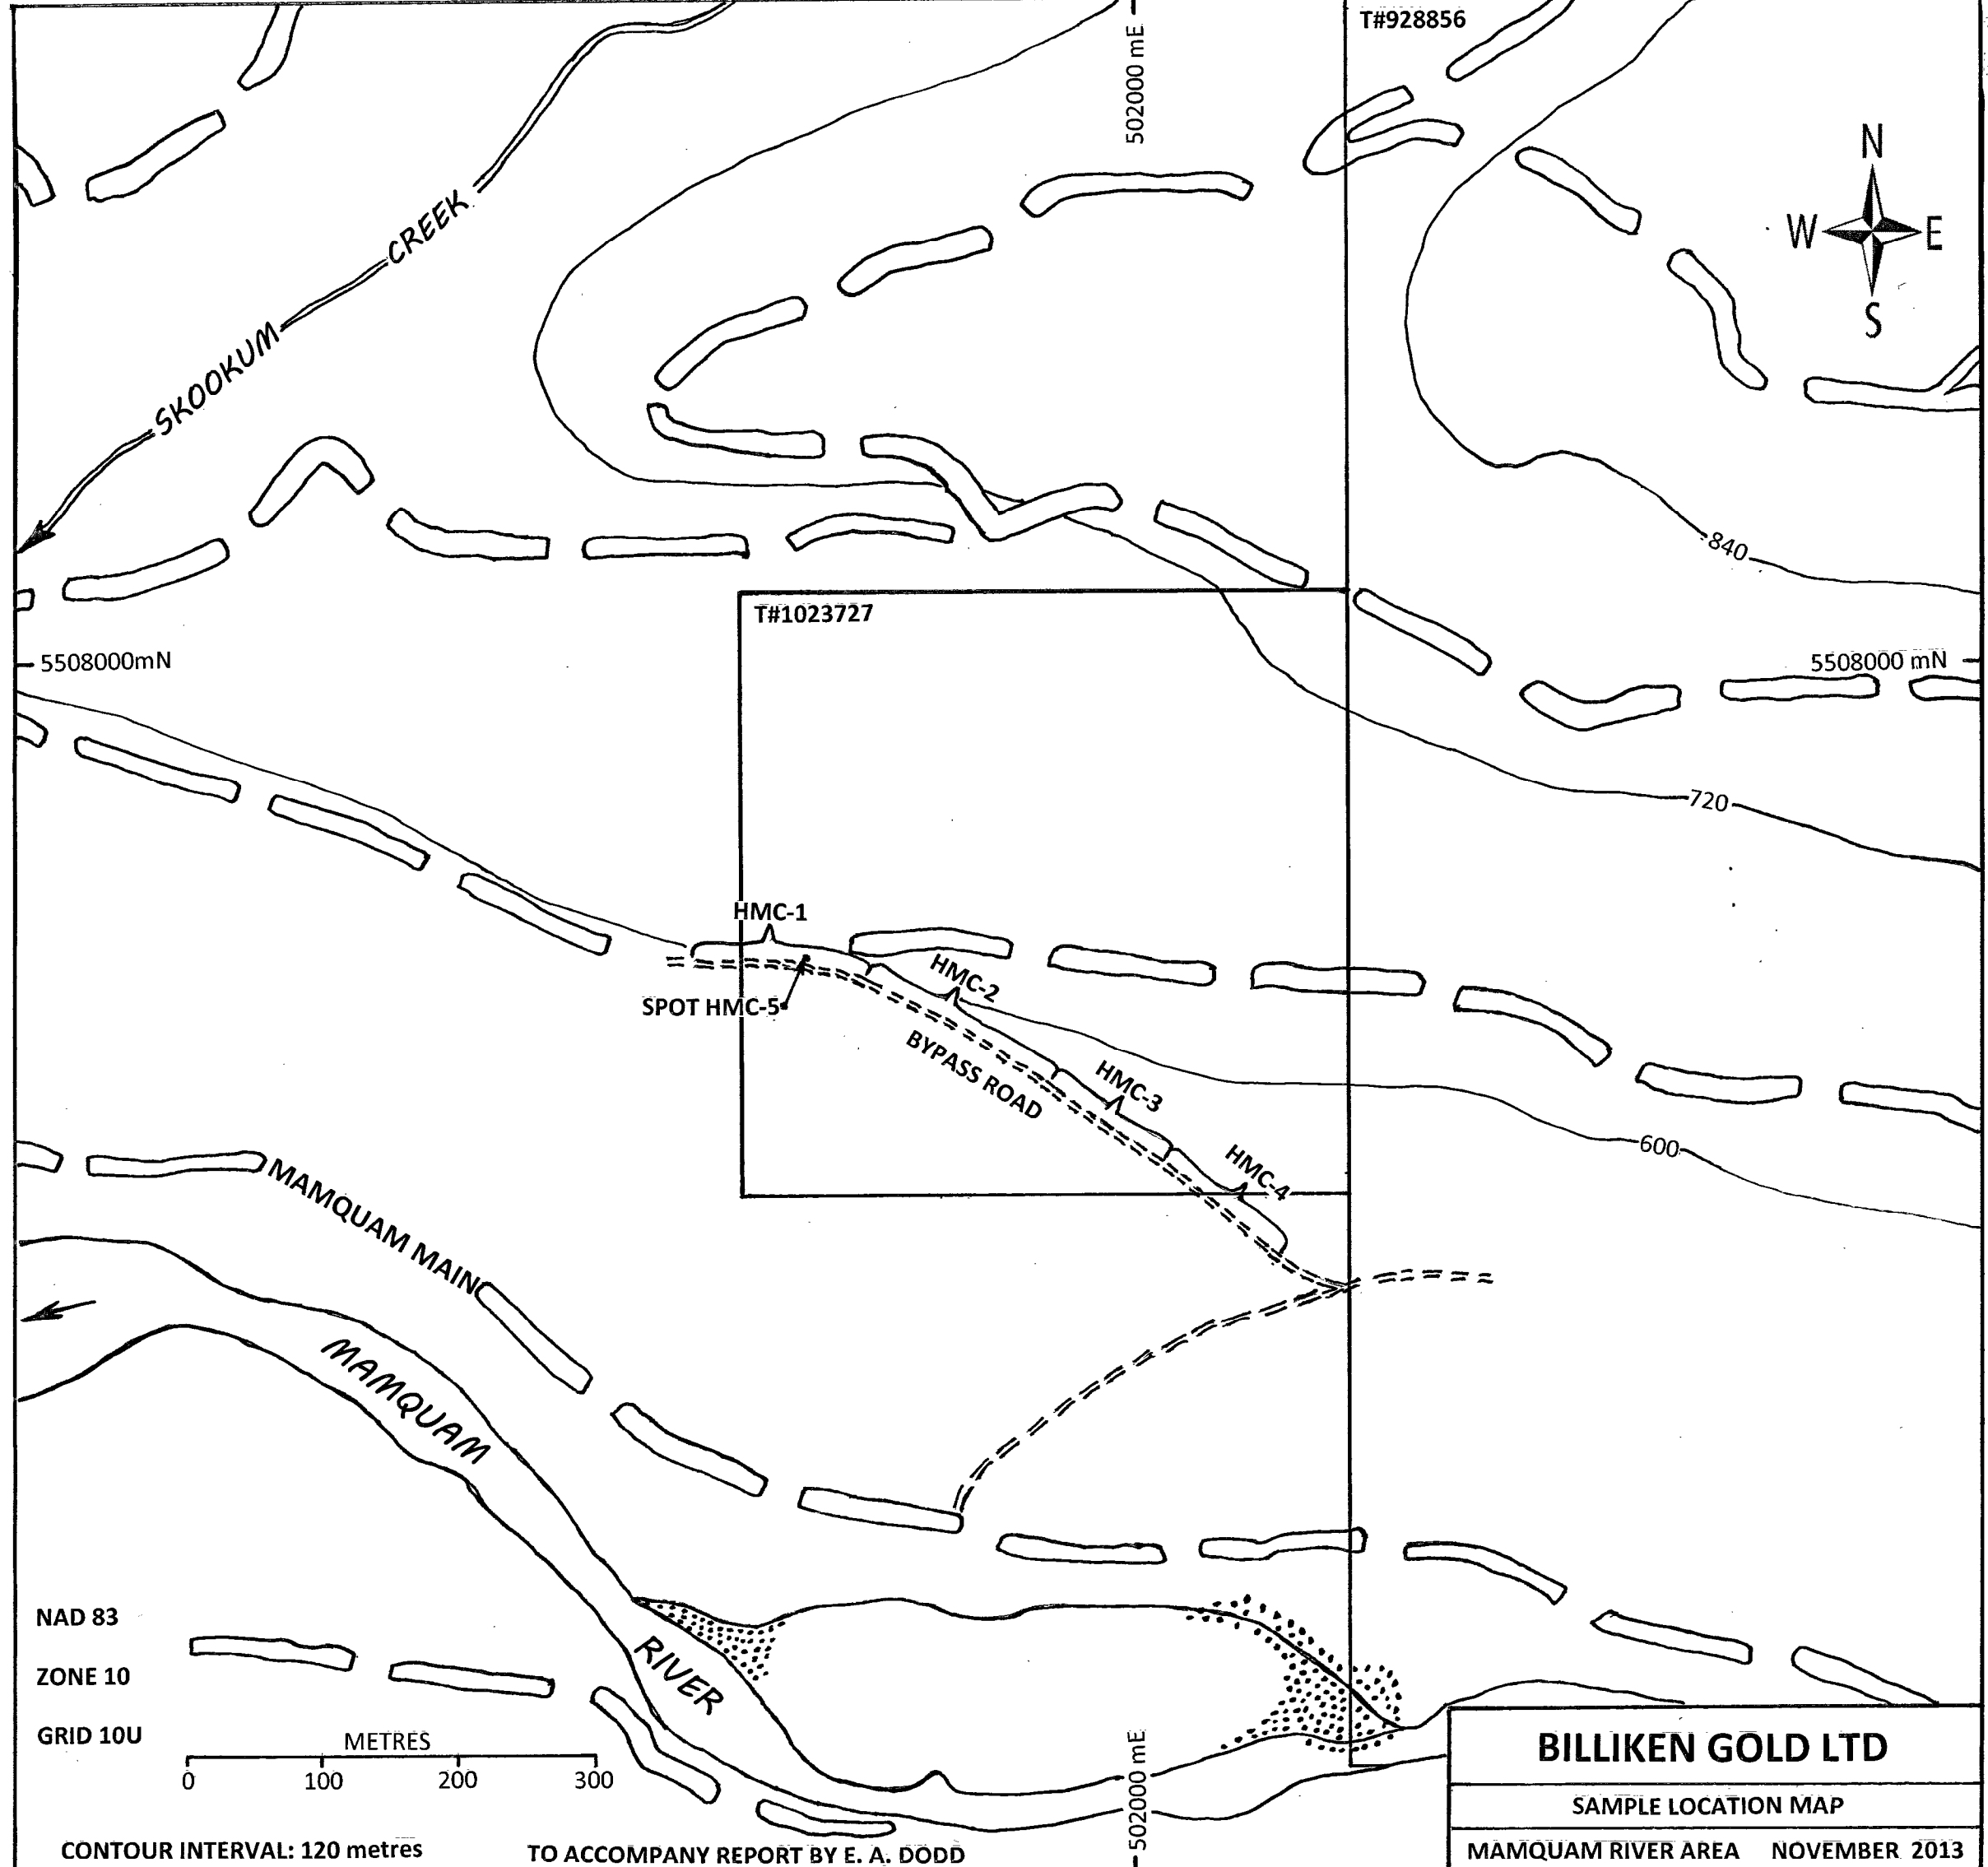 T#928856
502000 mE
N
W E
S
CREEK
SKOOKUM
840
T#1023727
5508000mN
5508000 mN
720
HMC-1
HMC-2
SPOT HMC-5
BYPASS ROAD
HMC-3
600
HMC-4
MAMQUAM MAIN
MAMQUAM
RIVER
NAD 83
ZONE 10
GRID 10U
METRES
0 100 200 300
502000 mE
BILLIKEN GOLD LTD
SAMPLE LOCATION MAP
MAMQUAM RIVER AREA NOVEMBER 2013
CONTOUR INTERVAL: 120 metres
TO ACCOMPANY REPORT BY E. A. DODD